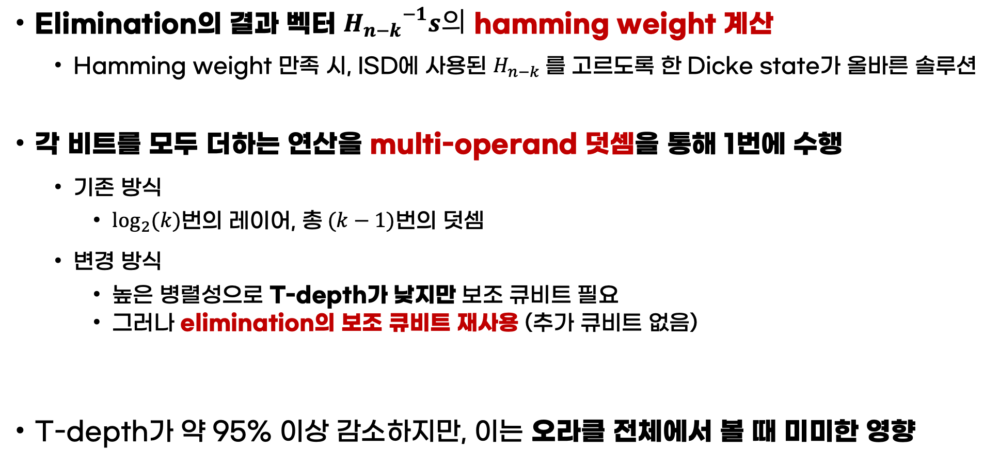 • Elimination의 결과 벡터 $H_{n-k}{}^{-1}s$의 hamming weight 계산
• Hamming weight 만족 시, ISD에 사용된 $H_{n-k}$ 를 고르도록 한 Dicke state가 올바른 솔루션
• 각 비트를 모두 더하는 연산을 multi-operand 덧셈을 통해 1번에 수행
• 기존 방식
• $\log_2(k)$번의 레이어, 총 $(k-1)$번의 덧셈
• 변경 방식
• 높은 병렬성으로 T-depth가 낮지만 보조 큐비트 필요
• 그러나 elimination의 보조 큐비트 재사용 (추가 큐비트 없음)
• T-depth가 약 95% 이상 감소하지만, 이는 오라클 전체에서 볼 때 미미한 영향